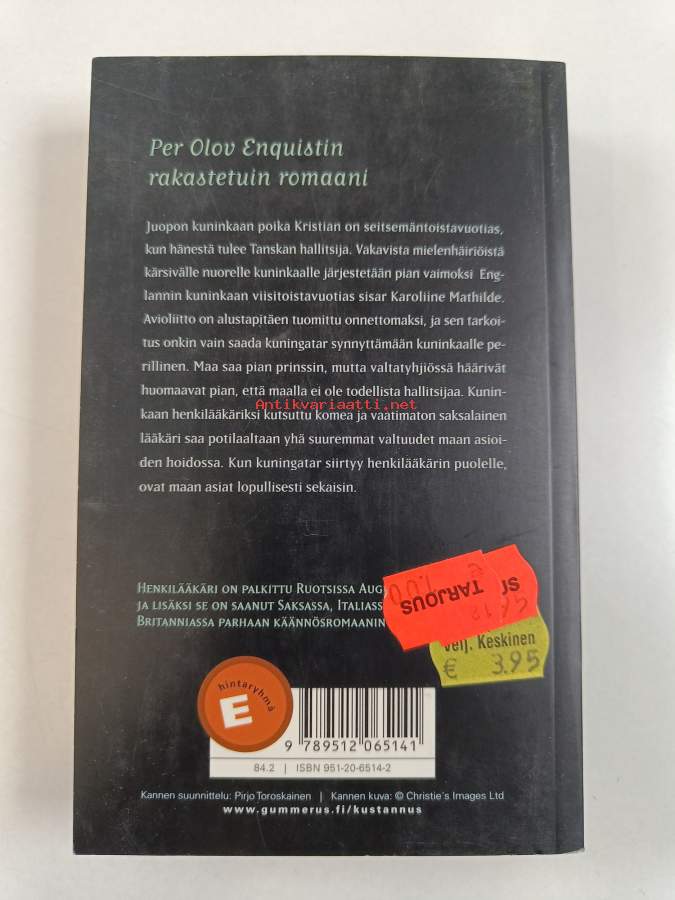 Per Olov Enquistin
rakastetuin romaani
Juopon kuninkaan poika Kristian on seitsemäntoistavuotias,
kun hänestä tulee Tanskan hallitsija. Vakavista mielenhäiriöistä
kärsivälle nuorelle kuninkaalle järjestetään pian vaimoksi Eng-
lannin kuninkaan viisitoistavuotias sisar Karoliine Mathilde.
Avioliitto on alustapitäen tuomittu onnettomaksi, ja sen tarkoi-
tus onkin vain saada kuningatar synnyttämään kuninkaalle pe-
rillinen. Maa saa pian prinssin, mutta valtatyhjiössä häärivät
huomaavat pian, että maalla ei ole todellista hallitsijaa. Kunin-
Antikvariaatti.net
kaan henkilääkäriksi kutsuttu komea ja vaatimaton saksalainen
lääkäri saa potilaaltaan yhä suuremmat valtuudet maan asioi-
den hoidossa. Kun kuningatar siirtyy henkilääkärin puolelle,
ovat maan asiat lopullisesti sekaisin.
Henkilääkäri on palkittu Ruotsissa Aug
ja lisäksi se on saanut Saksassa, Italiass
Britanniassa parhaan käännösromaanin
TARJOUS
€ 1.00
Velj. Keskinen
€ 3.95
hintaryhmä
E
9 789512 065141
84.2 | ISBN 951-20-6514-2
Kannen suunnittelu: Pirjo Toroskainen | Kannen kuva: © Christie's Images Ltd
www.gummerus.fi/kustannus